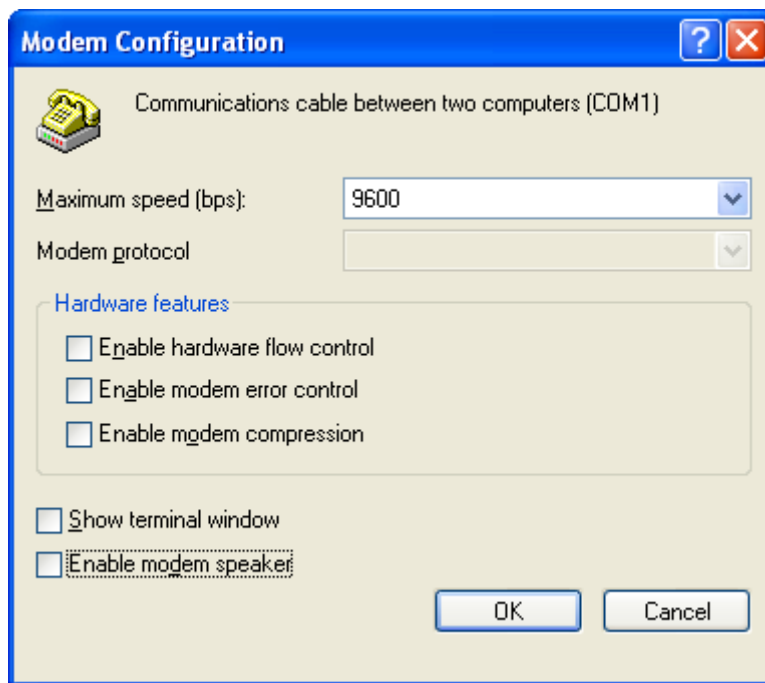 Modem Configuration
Communications cable between two computers (COM1)
Maximum speed (bps): 9600
Modem protocol
Hardware features
Enable hardware flow control
Enable modem error control
Enable modem compression
Show terminal window
Enable modem speaker
OK Cancel